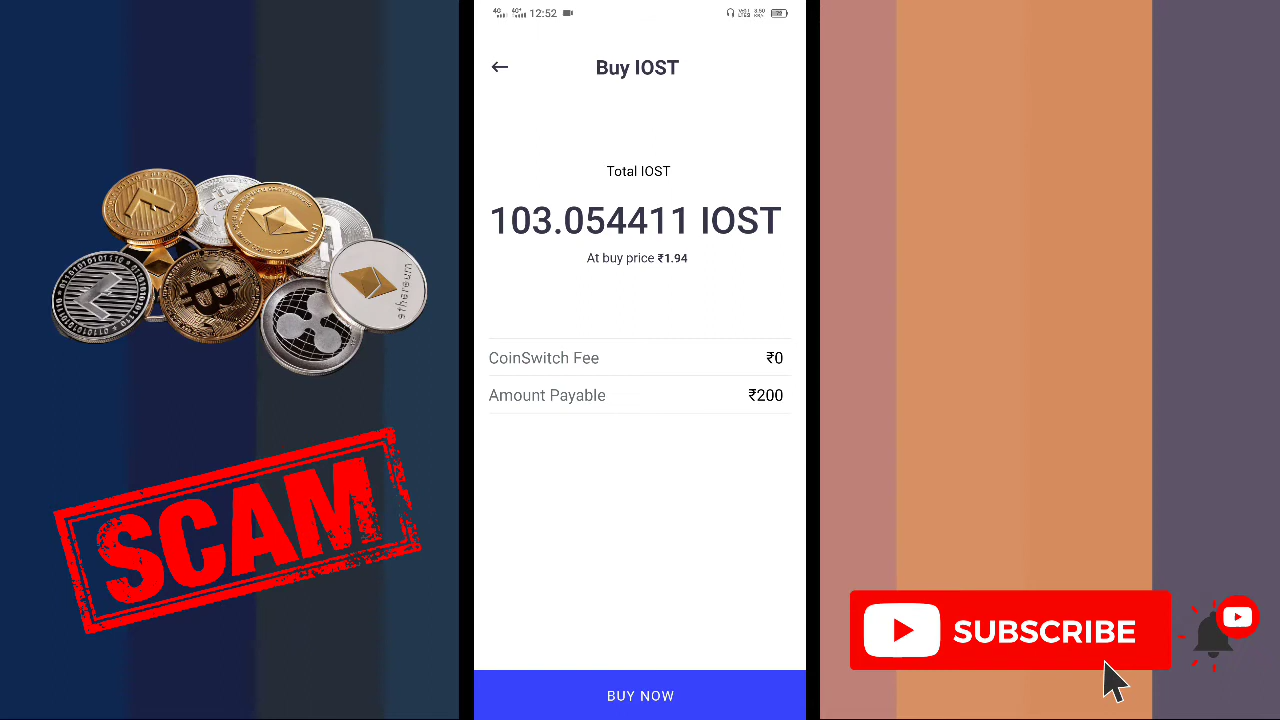 12:52
Buy IOST
Total IOST
103.054411 IOST
At buy price ₹1.94
CoinSwitch Fee ₹0
Amount Payable ₹200
BUY NOW
SCAM
ethereum
SUBSCRIBE